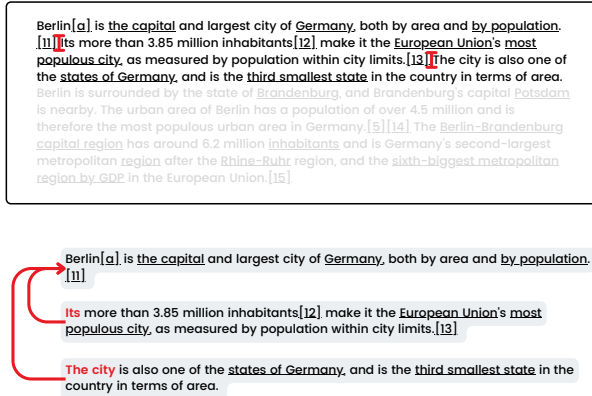 Berlin[a] is the capital and largest city of Germany, both by area and by population.
[11] Its more than 3.85 million inhabitants[12] make it the European Union's most
populous city, as measured by population within city limits.[13] The city is also one of
the states of Germany, and is the third smallest state in the country in terms of area.
Berlin is surrounded by the state of Brandenburg, and Brandenburg's capital Potsdam
is nearby. The urban area of Berlin has a population of over 4.5 million and is
therefore the most populous urban area in Germany.[5][14] The Berlin-Brandenburg
capital region has around 6.2 million inhabitants and is Germany's second-largest
metropolitan region after the Rhine-Ruhr region, and the sixth-biggest metropolitan
region by GDP in the European Union.[15]
Berlin[a] is the capital and largest city of Germany, both by area and by population.
[11]
Its more than 3.85 million inhabitants[12] make it the European Union's most
populous city, as measured by population within city limits.[13]
The city is also one of the states of Germany, and is the third smallest state in the
country in terms of area.